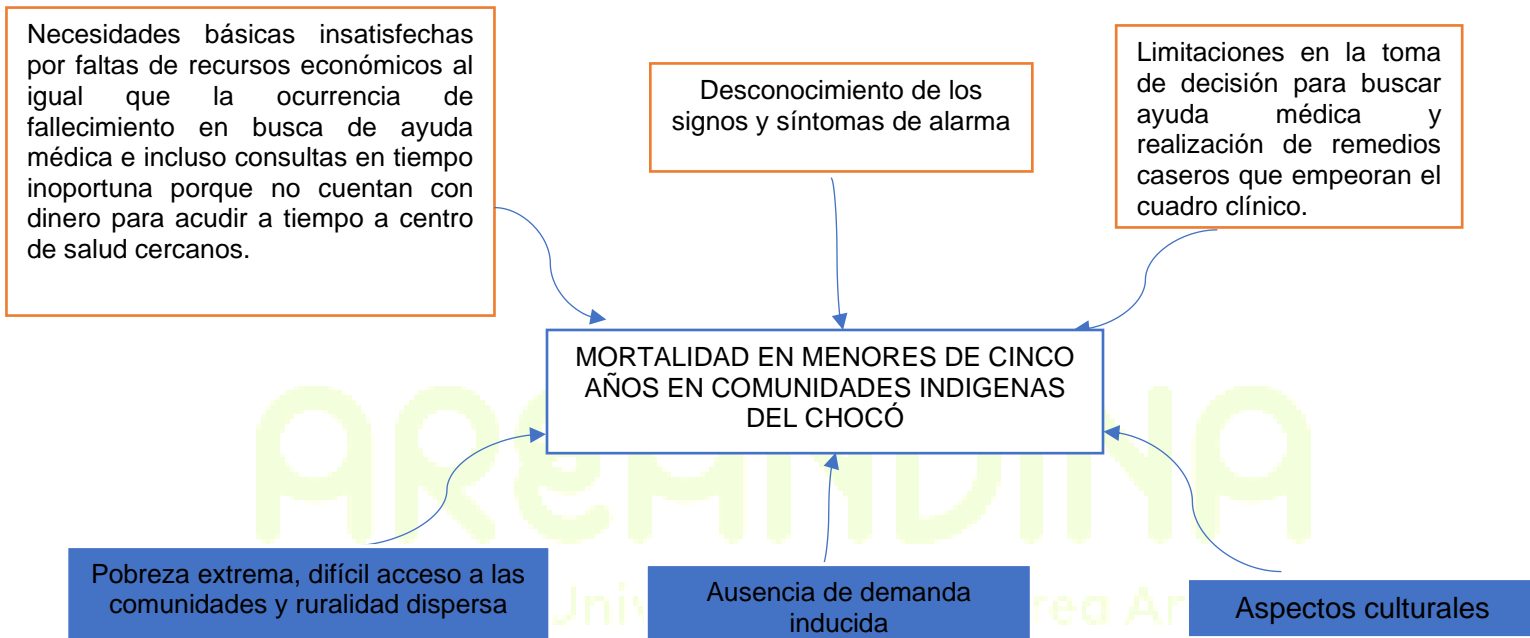 Necesidades básicas insatisfechas
por faltas de recursos económicos al
igual que la ocurrencia de
fallecimiento en busca de ayuda
médica e incluso consultas en tiempo
inoportuna porque no cuentan con
dinero para acudir a tiempo a centro
de salud cercanos.
Desconocimiento de los
signos y síntomas de alarma
Limitaciones en la toma
de decisión para buscar
ayuda médica y
realización de remedios
caseros que empeoran el
cuadro clínico.
MORTALIDAD EN MENORES DE CINCO
AÑOS EN COMUNIDADES INDIGENAS
DEL CHOCÓ
AREANDINA
Pobreza extrema, difícil acceso a las
comunidades y ruralidad dispersa
Ausencia de demanda
inducida
Aspectos culturales